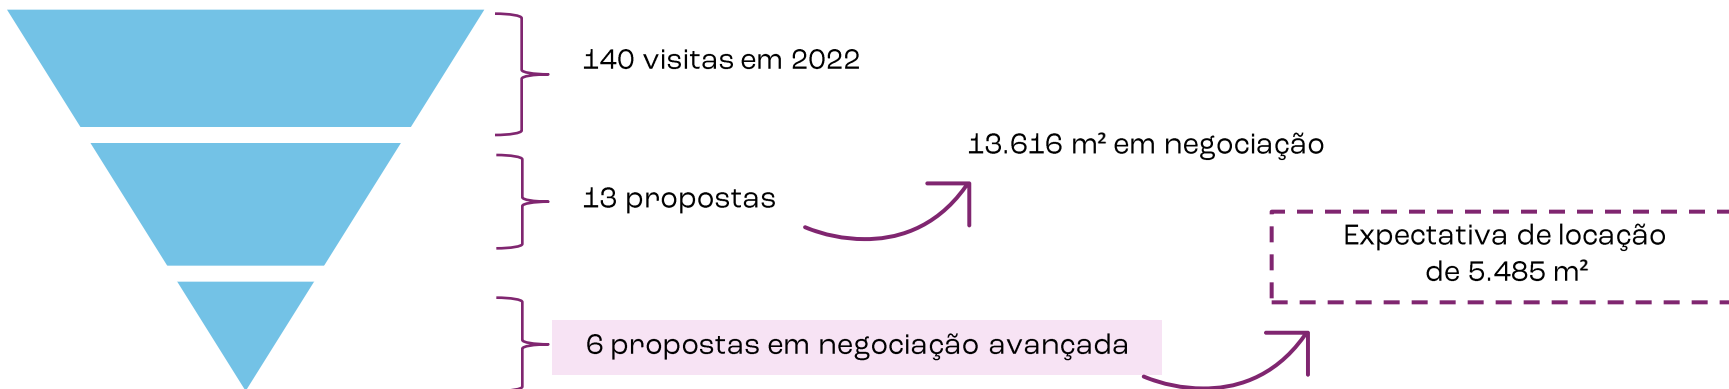 140 visitas em 2022
13.616 m² em negociação
13 propostas
Expectativa de locação
de 5.485 m²
6 propostas em negociação avançada